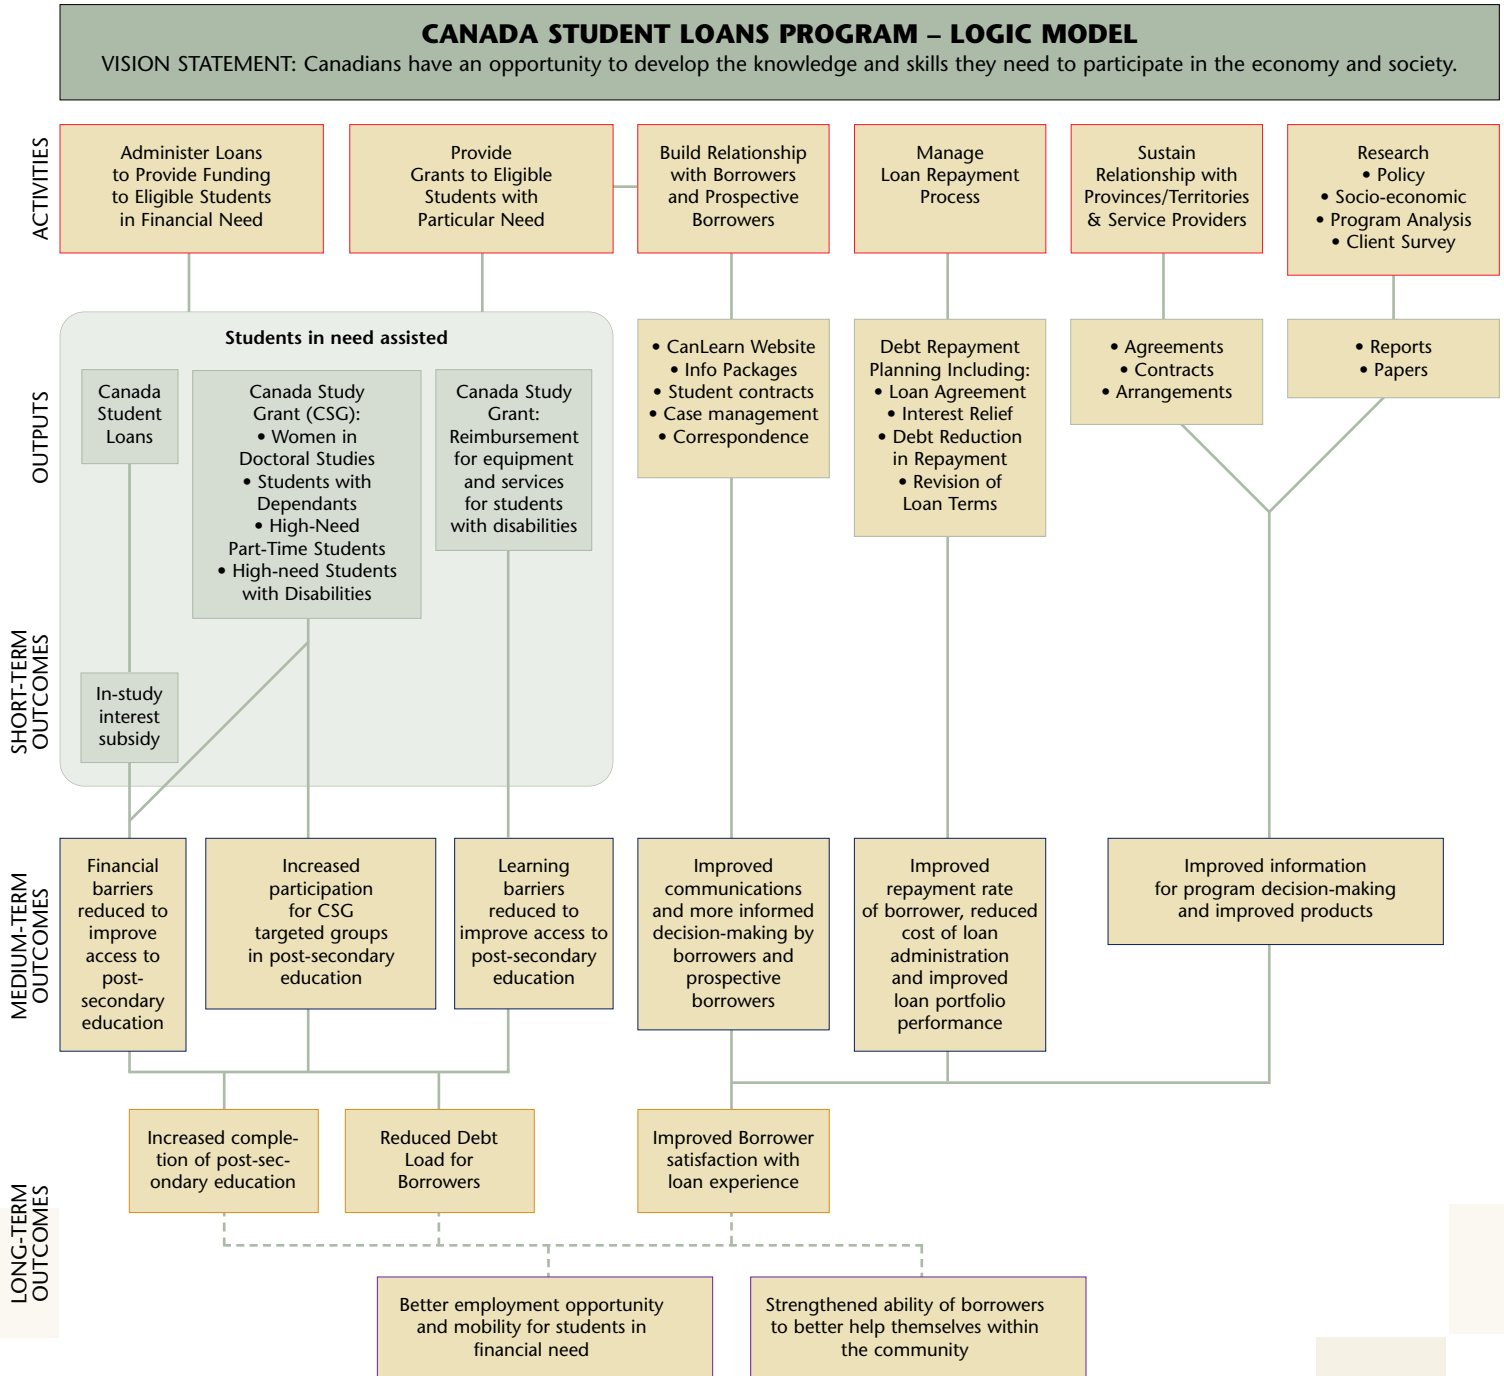 CANADA STUDENT LOANS PROGRAM – LOGIC MODEL
VISION STATEMENT: Canadians have an opportunity to develop the knowledge and skills they need to participate in the economy and society.
ACTIVITIES
Administer Loans
to Provide Funding
to Eligible Students
in Financial Need
Provide
Grants to Eligible
Students with
Particular Need
Build Relationship
with Borrowers
and Prospective
Borrowers
Manage
Loan Repayment
Process
Sustain
Relationship with
Provinces/Territories
& Service Providers
Research
• Policy
• Socio-economic
• Program Analysis
• Client Survey
OUTPUTS
Students in need assisted
Canada
Student
Loans
Canada Study
Grant (CSG):
• Women in
Doctoral Studies
• Students with
Dependants
• High-Need
Part-Time Students
• High-need Students
with Disabilities
Canada Study
Grant:
Reimbursement
for equipment
and services
for students
with disabilities
• CanLearn Website
• Info Packages
• Student contracts
• Case management
• Correspondence
Debt Repayment
Planning Including:
• Loan Agreement
• Interest Relief
• Debt Reduction
in Repayment
• Revision of
Loan Terms
• Agreements
• Contracts
• Arrangements
• Reports
• Papers
SHORT-TERM
OUTCOMES
In-study
interest
subsidy
MEDIUM-TERM
OUTCOMES
Financial
barriers
reduced to
improve
access to
post-
secondary
education
Increased
participation
for CSG
targeted groups
in post-secondary
education
Learning
barriers
reduced to
improve access to
post-secondary
education
Improved
communications
and more informed
decision-making by
borrowers and
prospective
borrowers
Improved
repayment rate
of borrower, reduced
cost of loan
administration
and improved
loan portfolio
performance
Improved information
for program decision-making
and improved products
LONG-TERM
OUTCOMES
Increased comple-
tion of post-sec-
ondary education
Reduced Debt
Load for
Borrowers
Improved Borrower
satisfaction with
loan experience
Better employment opportunity
and mobility for students in
financial need
Strengthened ability of borrowers
to better help themselves within
the community